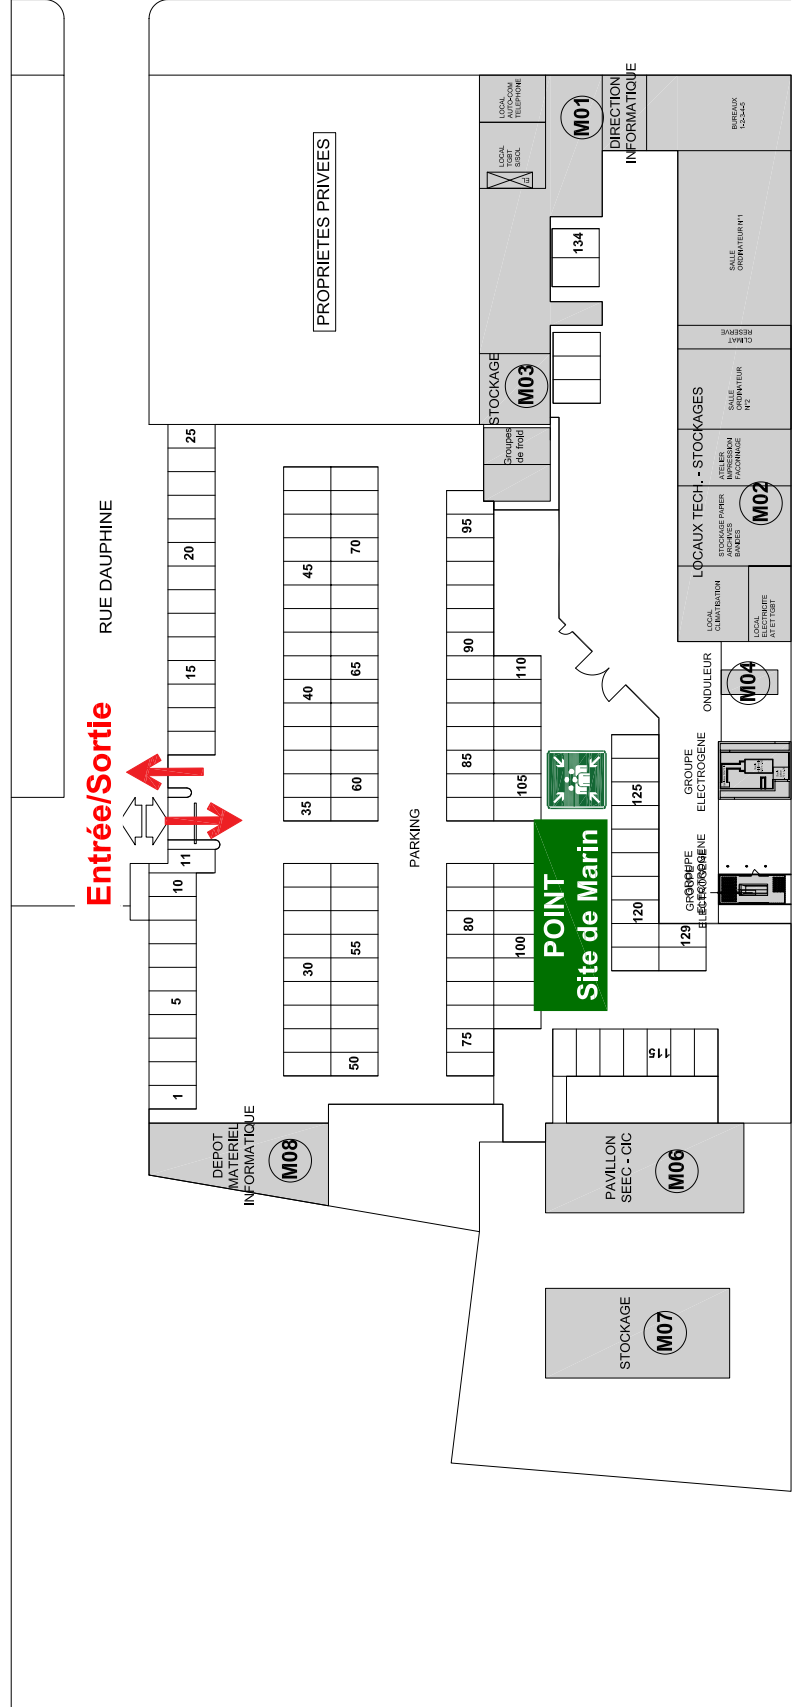 RUE DAUPHINE
Entrée/Sortie
PROPRIETES PRIVEES
PARKING
1
5
10
11
15
20
25
30
35
40
45
50
55
60
65
70
75
80
85
90
95
100
105
110
115
120
125
129
134
POINT
Site de Marin
LOCAL
AUTO-COM
TELEPHONE
LOCAL
TGBT
S/SOL
M01
DIRECTION
INFORMATIQUE
BUREAUX
1-2-3-4-5
SALLE
ORDINATEUR N°1
RESERVE
CLIMAT
SALLE
ORDINATEUR
N°2
LOCAUX TECH. - STOCKAGES
ATELIER
IMPRESSION
FACONNAGE
STOCKAGE PAPIER
ARCHIVES
BANDES
M02
LOCAL
CLIMATISATION
LOCAL
ELECTRICITE
AT ET TGBT
STOCKAGE
M03
Groupes
de froid
ONDULEUR
M04
GROUPE
ELECTROGENE
GROUPE
ELECTROGENE
GROUPE
ELECTROGENE
DEPOT
MATERIEL
INFORMATIQUE
M08
PAVILLON
SEEC - CIC
M06
STOCKAGE
M07